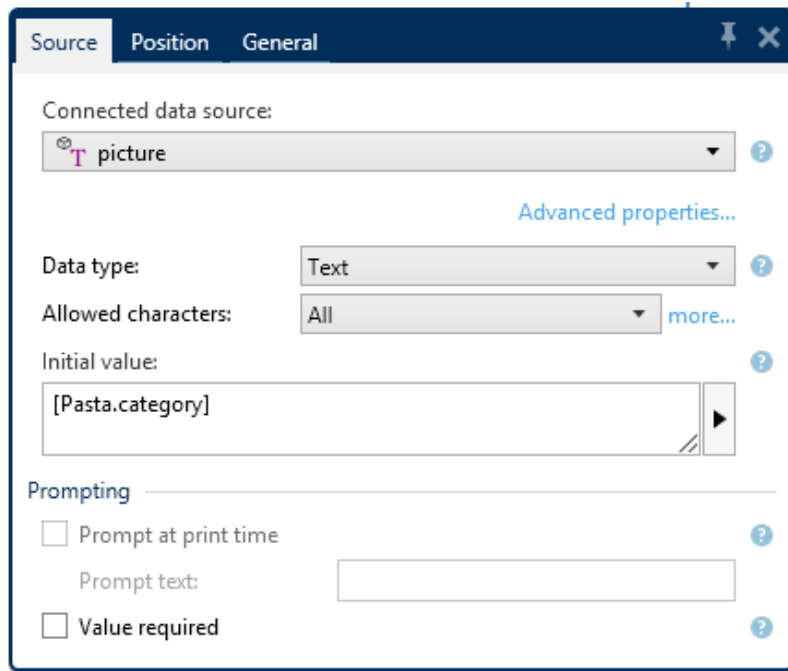 Source Position General
Connected data source:
T picture
Advanced properties...
Data type: Text
Allowed characters: All more...
Initial value:
[Pasta.category]
Prompting
Prompt at print time
Prompt text:
Value required